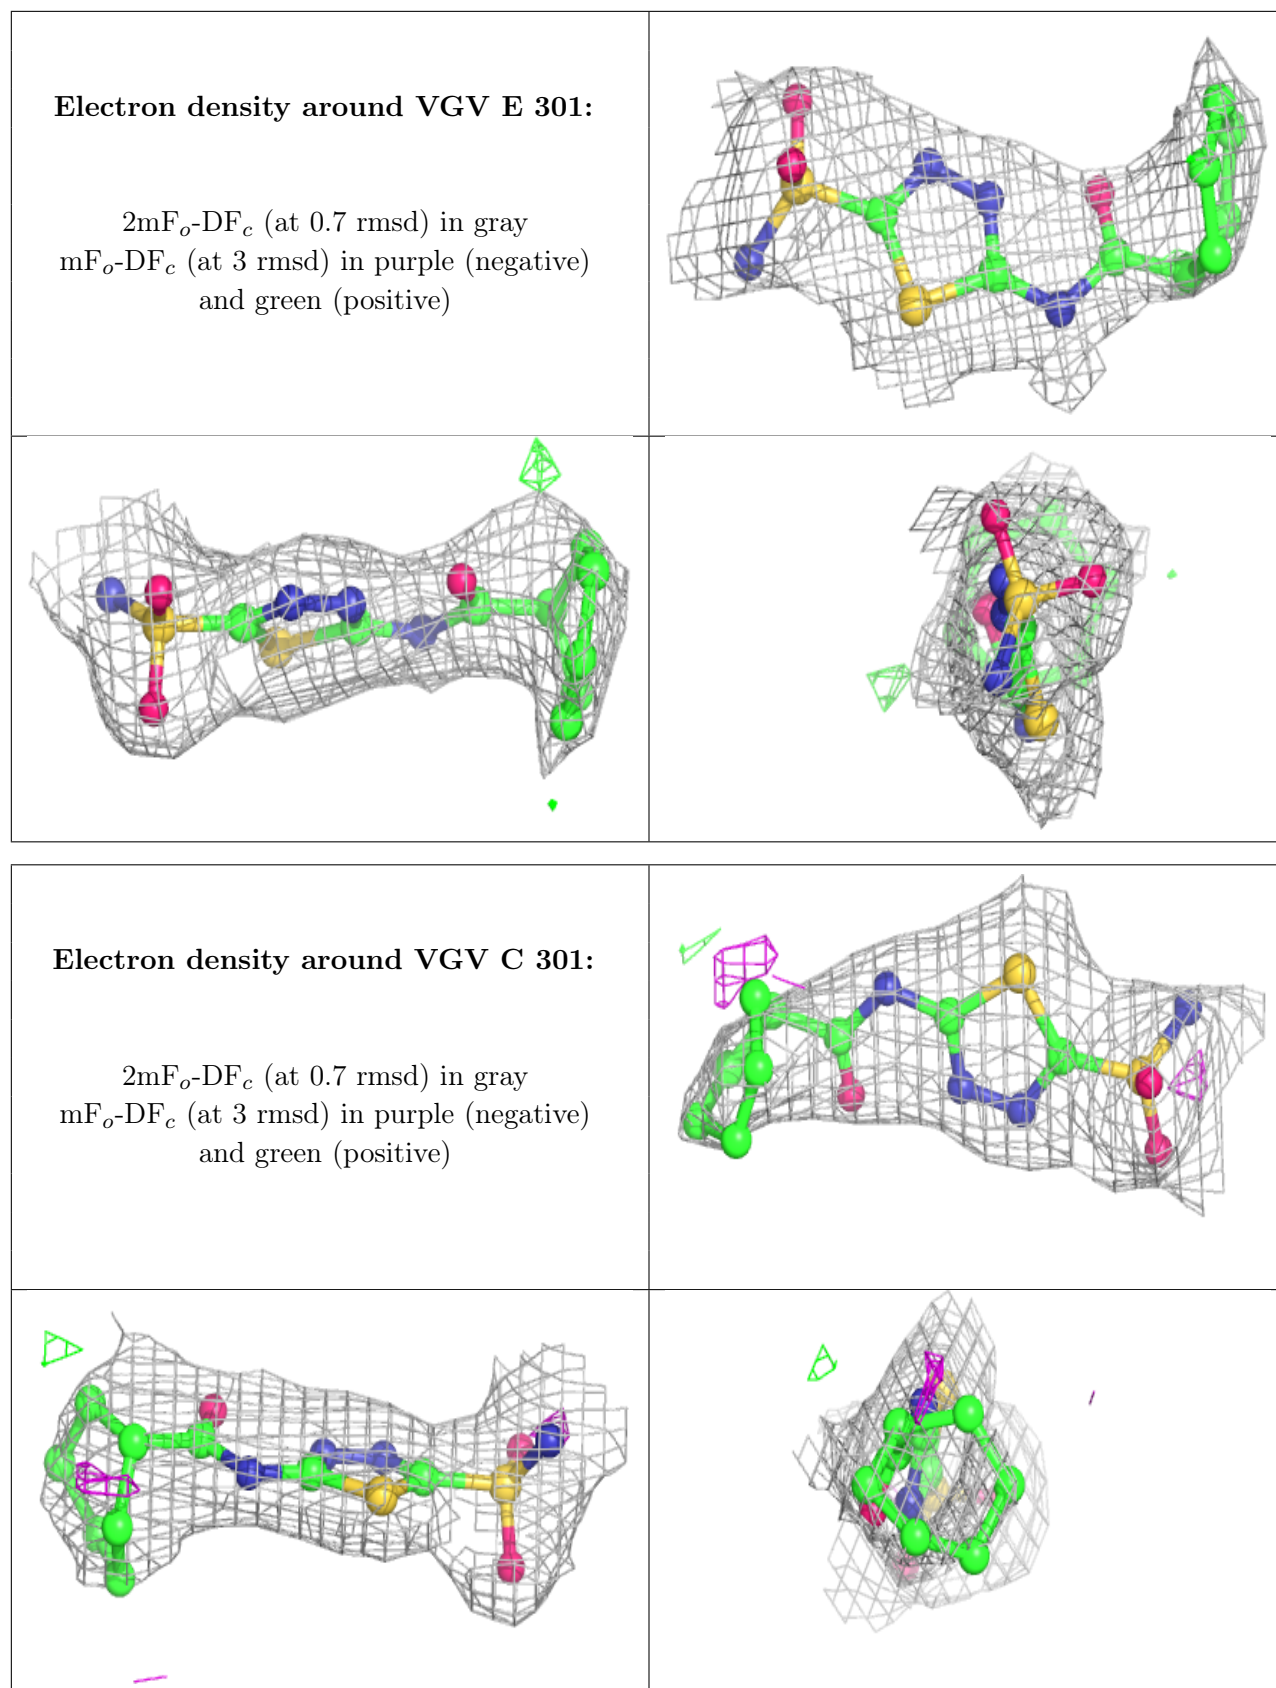 Electron density around VGV E 301:
2mFo-DFc (at 0.7 rmsd) in gray
mFo-DFc (at 3 rmsd) in purple (negative)
and green (positive)
Electron density around VGV C 301:
2mFo-DFc (at 0.7 rmsd) in gray
mFo-DFc (at 3 rmsd) in purple (negative)
and green (positive)